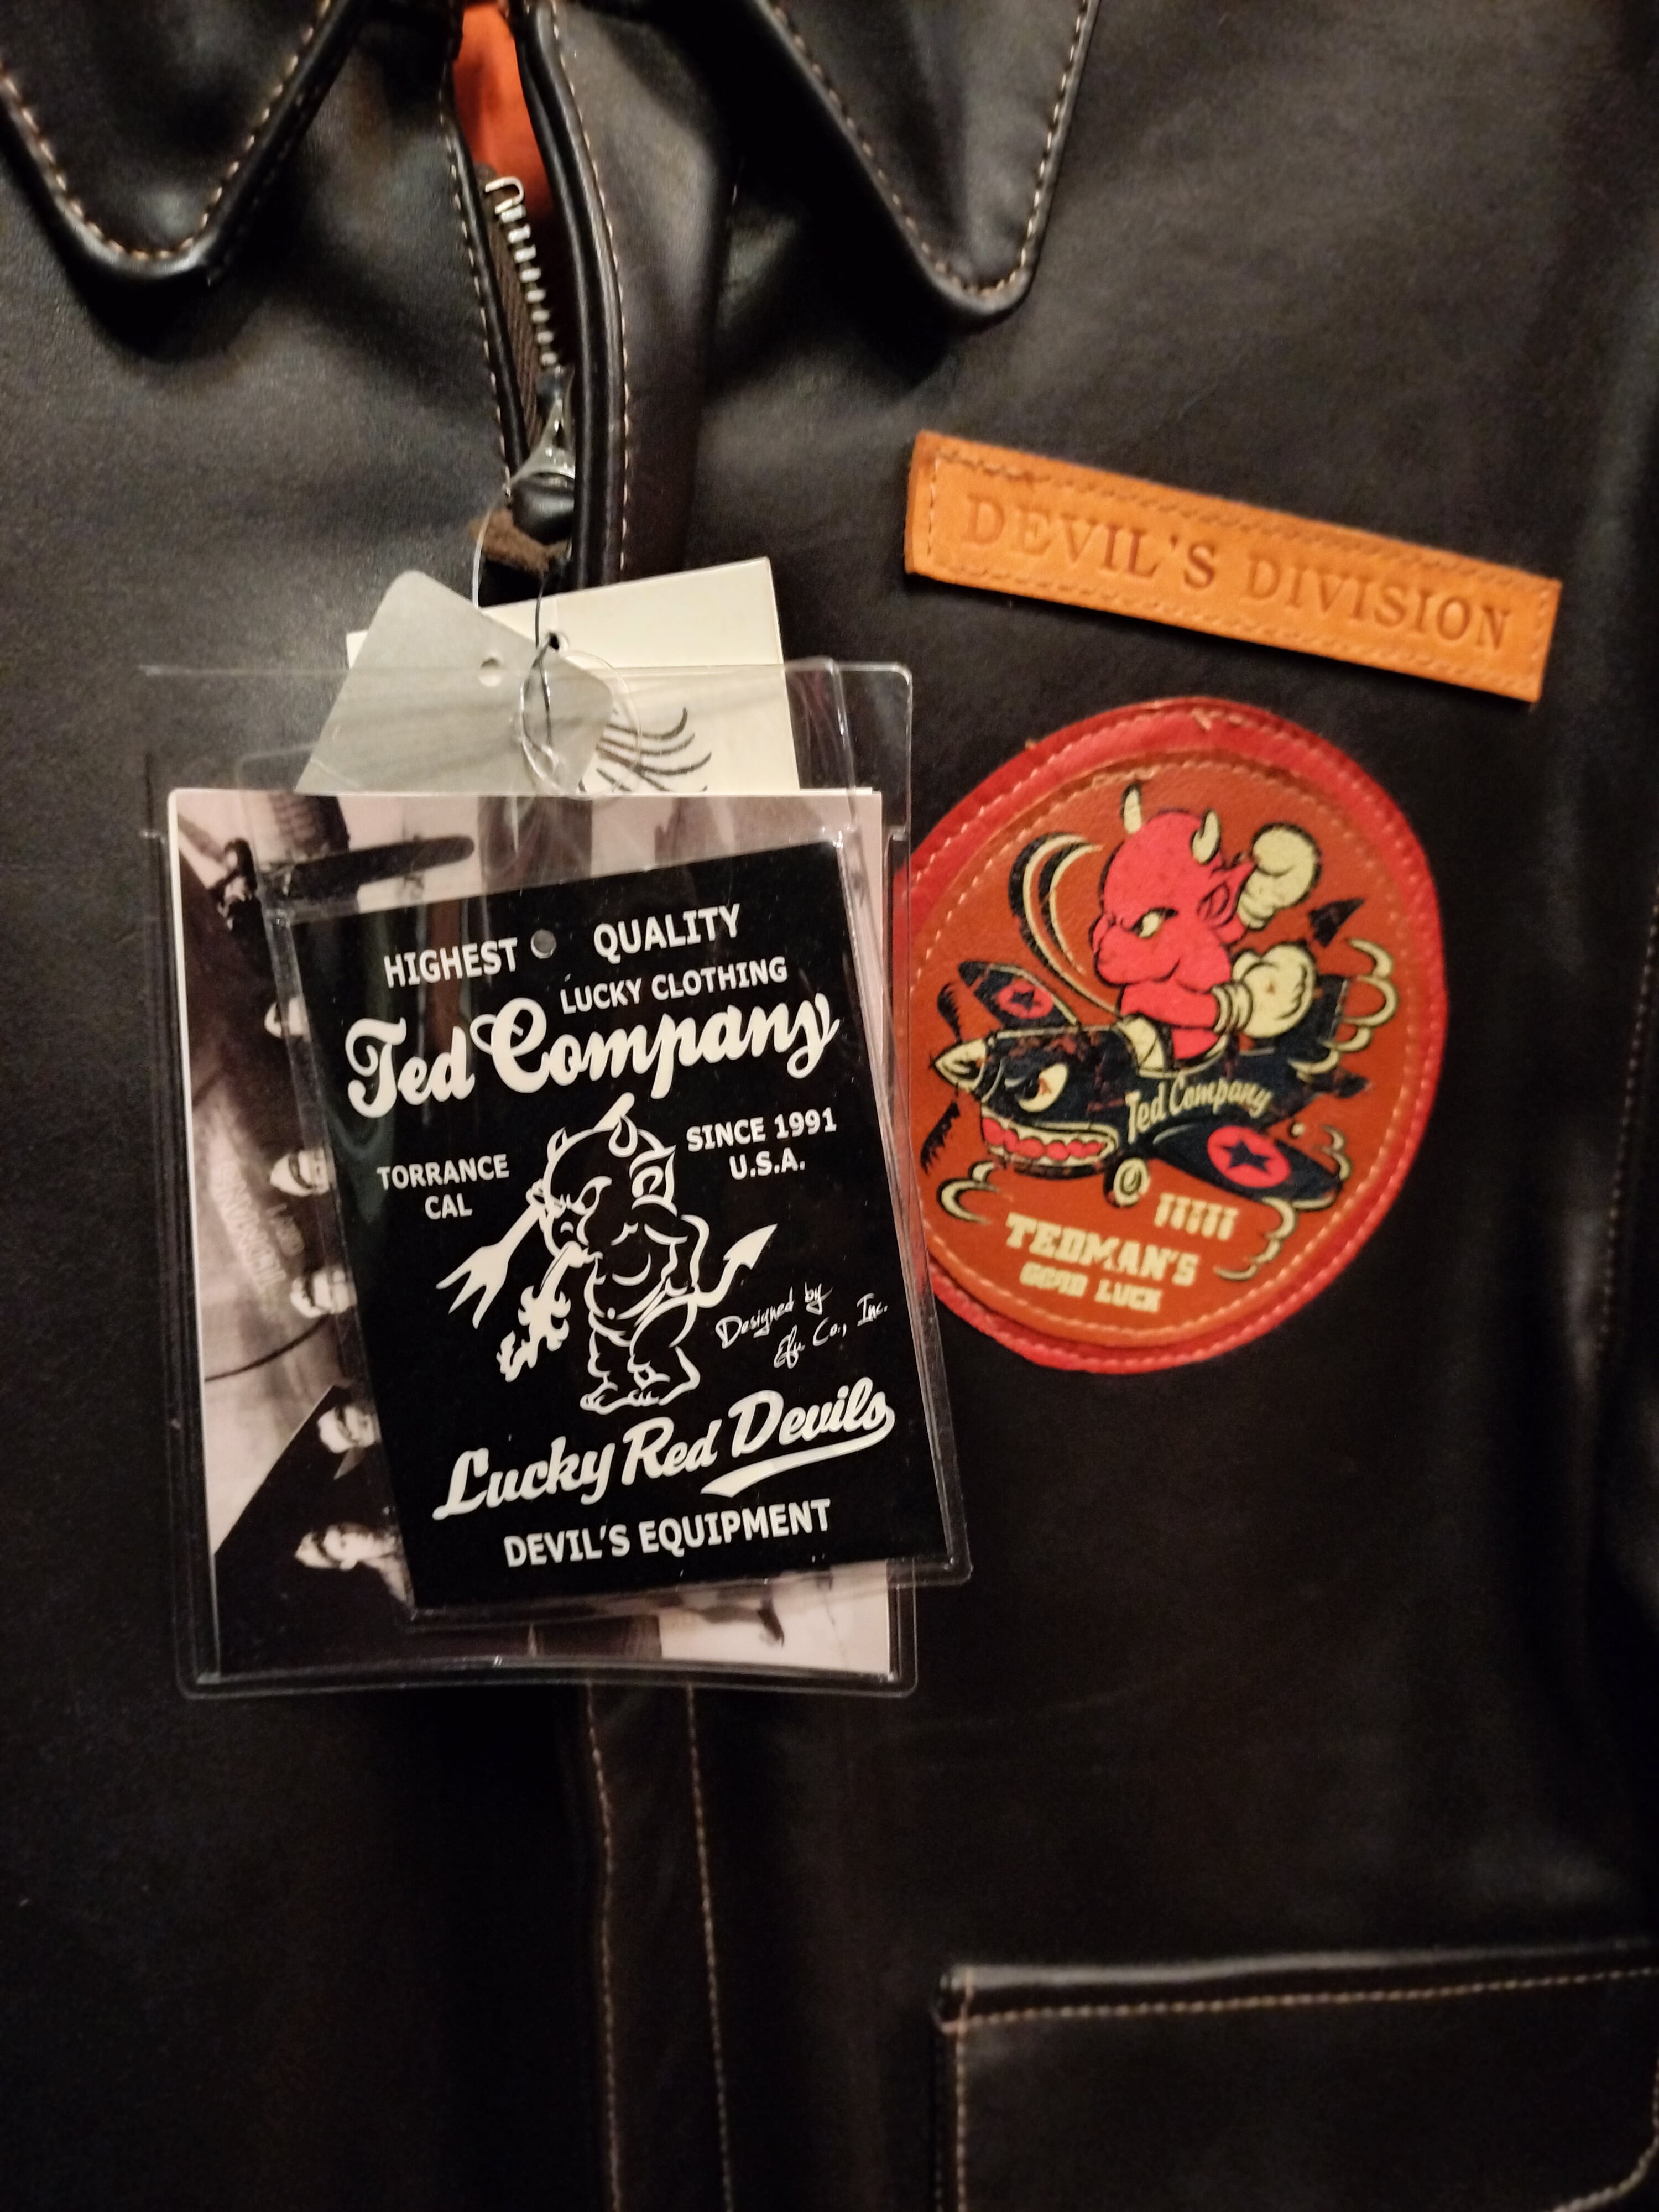 DEVIL'S DIVISION
HIGHEST QUALITY
LUCKY CLOTHING
Ted Company
SINCE 1991
U.S.A.
TORRANCE
CAL
Designed by
Efu Co., Inc.
Lucky Red Devils
DEVIL'S EQUIPMENT
Ted Company
TEDMAN'S
GOOD LUCK